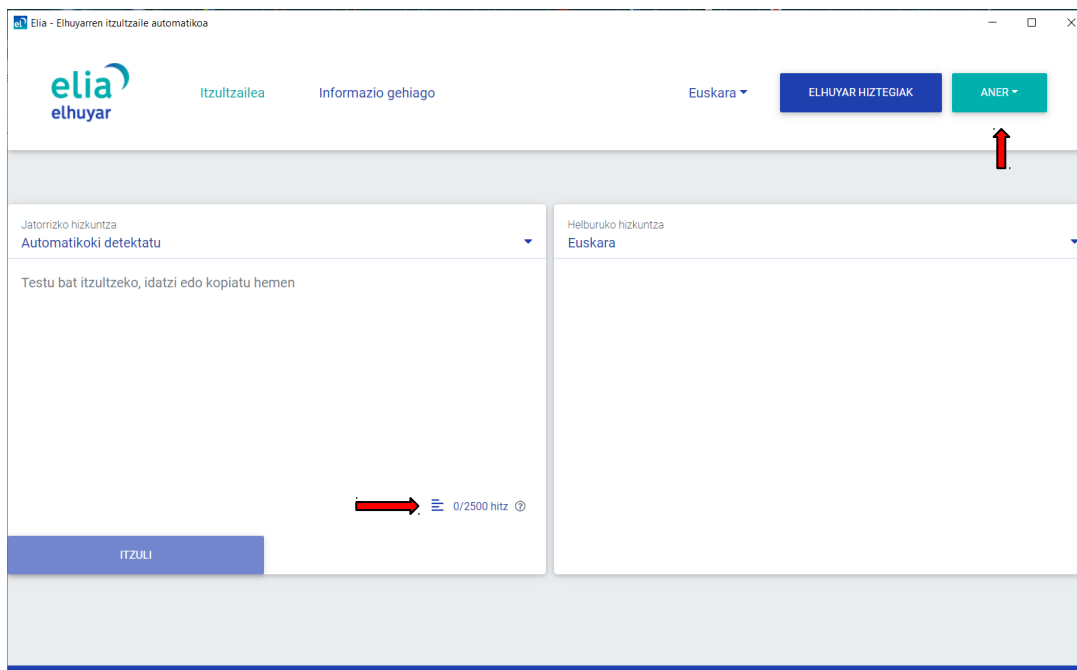 Elia - Elhuyarren itzultzaile automatikoa
elia
elhuyar
Itzultzailea
Informazio gehiago
Euskara
ELHUYAR HIZTEGIAK
ANER
Jatorrizko hizkuntza
Automatikoki detektatu
Helburuko hizkuntza
Euskara
Testu bat itzultzeko, idatzi edo kopiatu hemen
0/2500 hitz
ITZULI